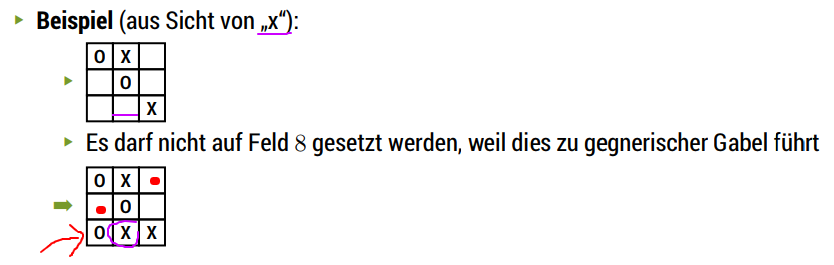 Beispiel (aus Sicht von „x“):
O X
O
X
Es darf nicht auf Feld 8 gesetzt werden, weil dies zu gegnerischer Gabel führt
O X
O
O X X